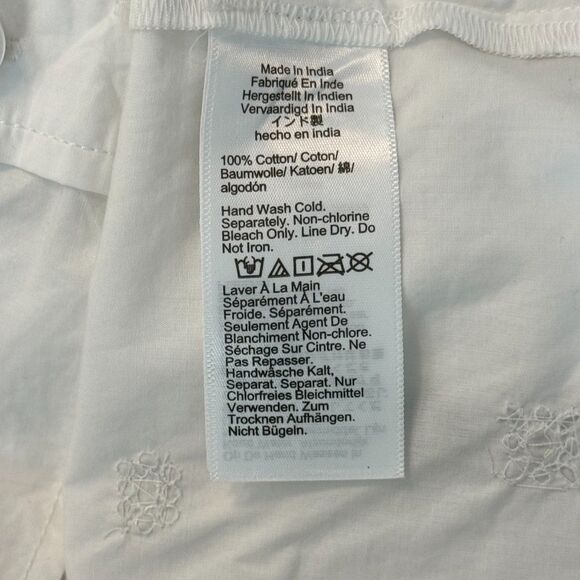 Made In India
Fabriqué En Inde
Hergestellt In Indien
Vervaardigd In India
インド製
hecho en india
100% Cotton/ Coton/
Baumwolle/ Katoen/ 綿/
algodón
Hand Wash Cold.
Separately. Non-chlorine
Bleach Only. Line Dry. Do
Not Iron.
Laver À La Main
Séparément À L'eau
Froide. Séparément.
Seulement Agent De
Blanchiment Non-chlore.
Séchage Sur Cintre. Ne
Pas Repasser.
Handwäsche Kalt,
Separat. Separat. Nur
Chlorfreies Bleichmittel
Verwenden. Zum
Trocknen Aufhängen.
Nicht Bügeln.